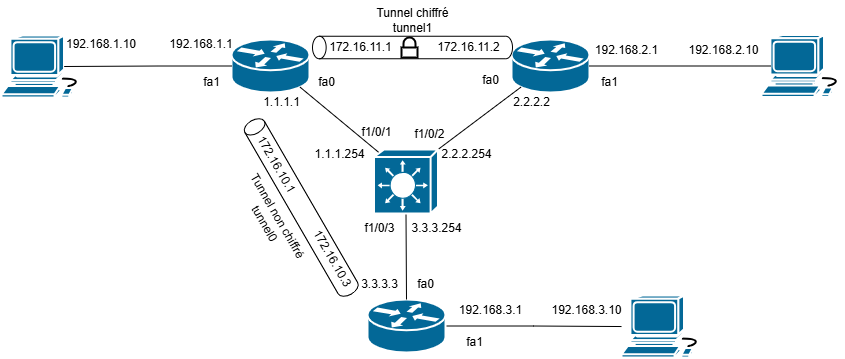 Tunnel chiffré
tunnel1
192.168.1.10
192.168.1.1
172.16.11.1
172.16.11.2
192.168.2.1
192.168.2.10
fa1
fa0
fa0
fa1
1.1.1.1
2.2.2.2
f1/0/1
f1/0/2
1.1.1.254
2.2.2.254
172.16.10.1
Tunnel non chiffré
tunnel0
172.16.10.3
f1/0/3
3.3.3.254
3.3.3.3
fa0
192.168.3.1
192.168.3.10
fa1